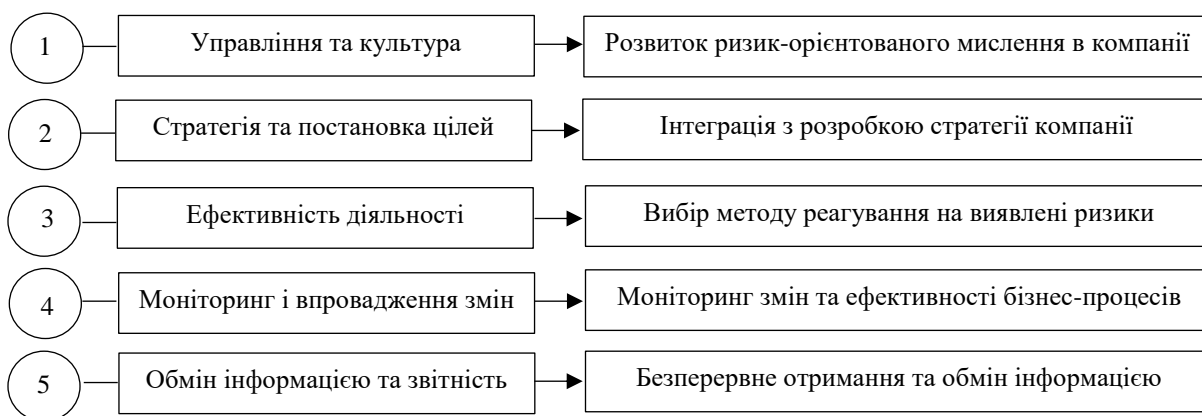 1 Управління та культура Розвиток ризик-орієнтованого мислення в компанії
2 Стратегія та постановка цілей Інтеграція з розробкою стратегії компанії
3 Ефективність діяльності Вибір методу реагування на виявлені ризики
4 Моніторинг і впровадження змін Моніторинг змін та ефективності бізнес-процесів
5 Обмін інформацією та звітність Безперервне отримання та обмін інформацією